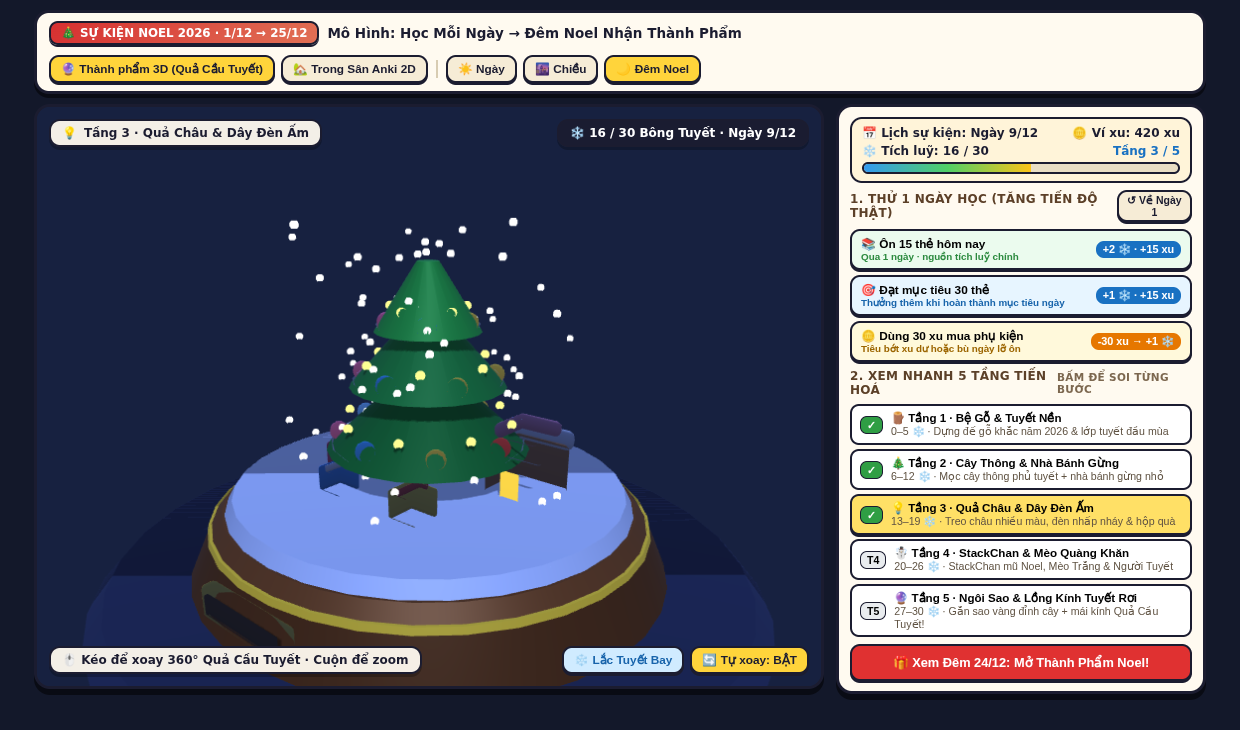 🎄 SỰ KIỆN NOEL 2026 · 1/12 → 25/12
Mô Hình: Học Mỗi Ngày → Đêm Noel Nhận Thành Phẩm
🔮 Thành phẩm 3D (Quả Cầu Tuyết)
🏡 Trong Sân Anki 2D
☀️ Ngày
🌆 Chiều
🌙 Đêm Noel
💡 Tầng 3 · Quả Châu & Dây Đèn Ấm
❄️ 16 / 30 Bông Tuyết · Ngày 9/12
🖱️ Kéo để xoay 360° Quả Cầu Tuyết · Cuộn để zoom
❄️ Lắc Tuyết Bay
🔄 Tự xoay: BẬT
📅 Lịch sự kiện: Ngày 9/12
🪙 Ví xu: 420 xu
❄️ Tích luỹ: 16 / 30
Tầng 3 / 5
1. THỬ 1 NGÀY HỌC (TĂNG TIẾN ĐỘ
THẬT)
↺ Về Ngày
1
📚 Ôn 15 thẻ hôm nay
Qua 1 ngày · nguồn tích luỹ chính
+2 ❄️ · +15 xu
🎯 Đạt mục tiêu 30 thẻ
Thưởng thêm khi hoàn thành mục tiêu ngày
+1 ❄️ · +15 xu
🪙 Dùng 30 xu mua phụ kiện
Tiêu bớt xu dư hoặc bù ngày lỡ ôn
-30 xu → +1 ❄️
2. XEM NHANH 5 TẦNG TIẾN
HOÁ
BẤM ĐỂ SOI TỪNG
BƯỚC
✓
🪵 Tầng 1 · Bệ Gỗ & Tuyết Nền
0–5 ❄️ · Dựng đế gỗ khắc năm 2026 & lớp tuyết đầu mùa
✓
🎄 Tầng 2 · Cây Thông & Nhà Bánh Gừng
6–12 ❄️ · Mọc cây thông phủ tuyết + nhà bánh gừng nhỏ
✓
💡 Tầng 3 · Quả Châu & Dây Đèn Ấm
13–19 ❄️ · Treo châu nhiều màu, đèn nhấp nháy & hộp quà
T4
⛄ Tầng 4 · StackChan & Mèo Quàng Khăn
20–26 ❄️ · StackChan mũ Noel, Mèo Trắng & Người Tuyết
T5
🔮 Tầng 5 · Ngôi Sao & Lồng Kính Tuyết Rơi
27–30 ❄️ · Gắn sao vàng đỉnh cây + mái kính Quả Cầu
Tuyết!
🎁 Xem Đêm 24/12: Mở Thành Phẩm Noel!